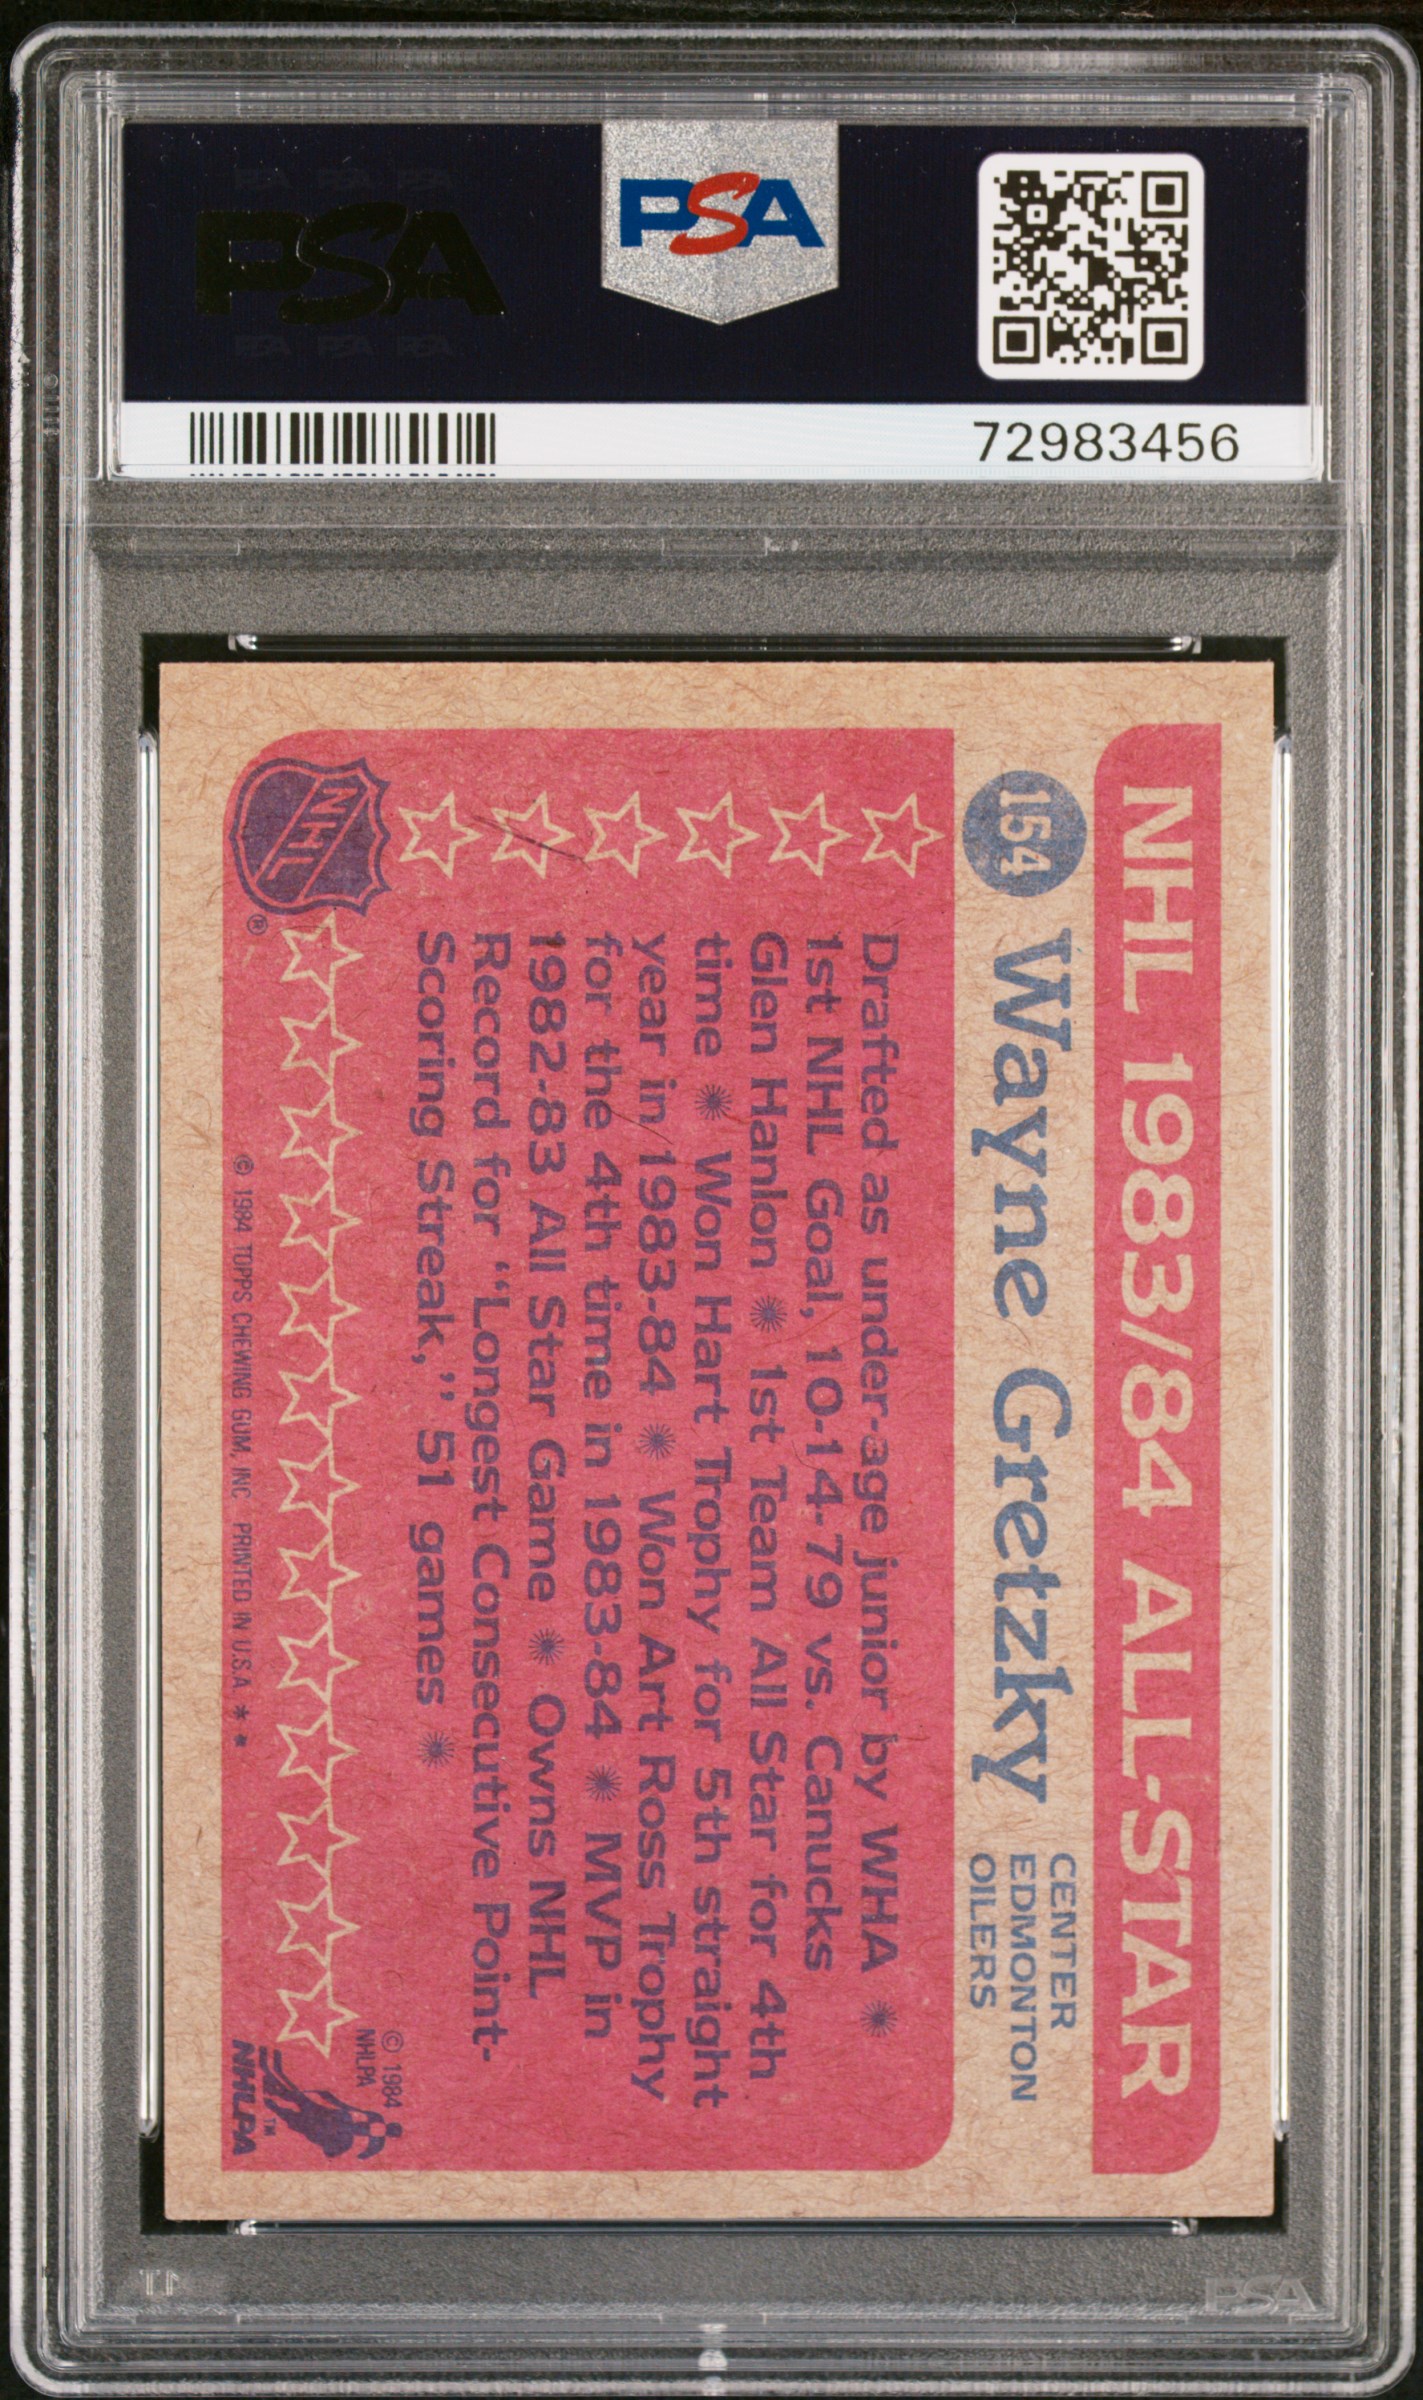 PSA
PSA
72983456
NHL 1983/84 ALL-STAR
154 Wayne Gretzky
CENTER
EDMONTON
OILERS
Drafted as under-age junior by WHA
1st NHL Goal, 10-14-79 vs. Canucks
Glen Hanlon ✺ 1st Team All Star for 4th
time ✺ Won Hart Trophy for 5th straight
year in 1983-84 ✺ Won Art Ross Trophy
for the 4th time in 1983-84 ✺ MVP in
1982-83 All Star Game ✺ Owns NHL
Record for “Longest Consecutive Point-
Scoring Streak,” 51 games ✺
NHL
®
© 1984
NHLPA
TM
NHLPA
© 1984 TOPPS CHEWING GUM, INC PRINTED IN U.S.A. * *
PSA